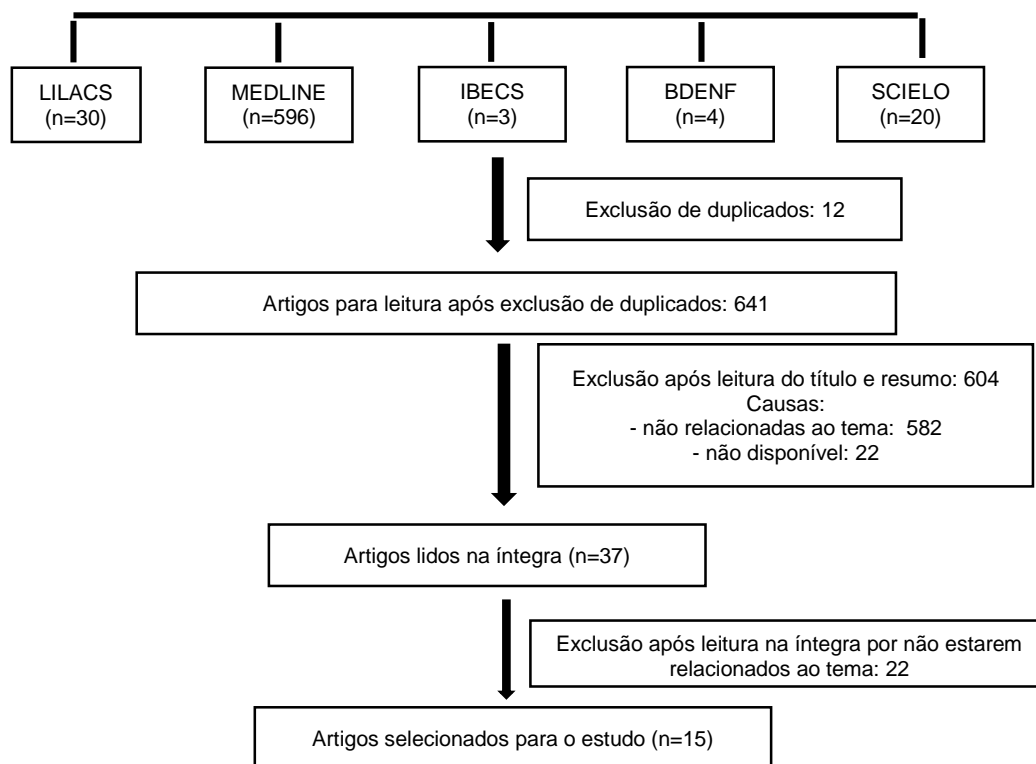 LILACS
(n=30)
MEDLINE
(n=596)
IBECS
(n=3)
BDENF
(n=4)
SCIELO
(n=20)
Exclusão de duplicados: 12
Artigos para leitura após exclusão de duplicados: 641
Exclusão após leitura do título e resumo: 604
Causas:
- não relacionadas ao tema: 582
- não disponível: 22
Artigos lidos na íntegra (n=37)
Exclusão após leitura na íntegra por não estarem
relacionados ao tema: 22
Artigos selecionados para o estudo (n=15)